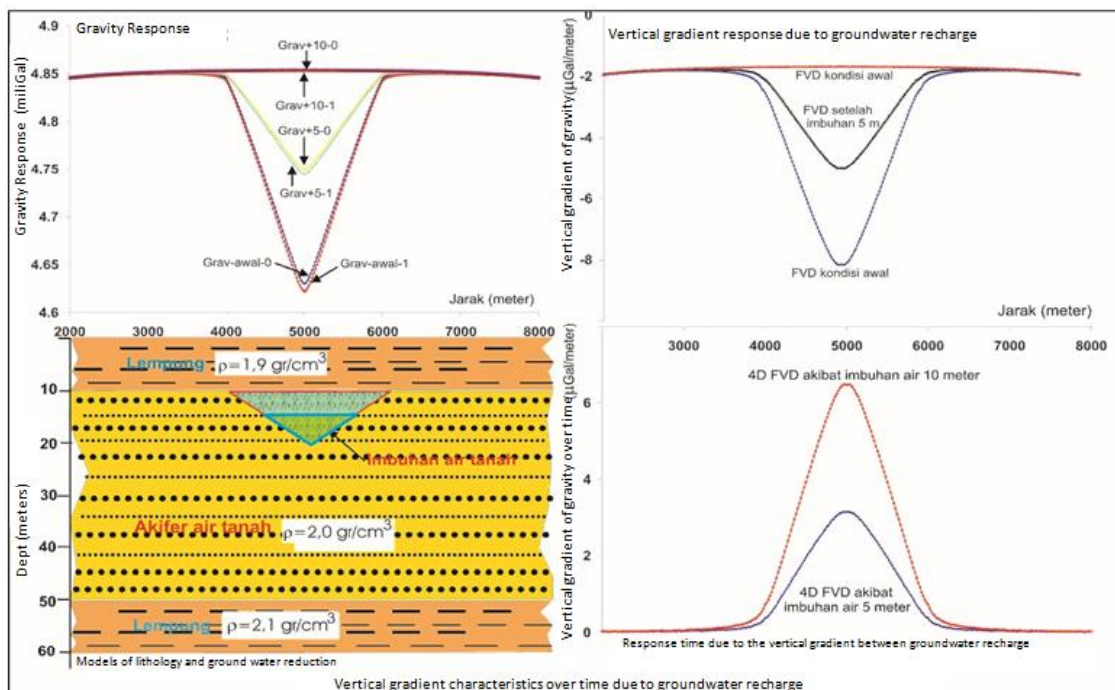 Gravity Response
Gravity Response (miliGal)
4.9
4.85
4.8
4.75
4.7
4.65
4.6
Grav+10-0
Grav+10-1
Grav+5-0
Grav+5-1
Grav-awal-0
Grav-awal-1
Jarak (meter)
2000 3000 4000 5000 6000 7000 8000
Vertical gradient response due to groundwater recharge
Vertical gradient of gravity(µGal/meter)
0
-2
-4
-6
-8
FVD kondisi awal
FVD setelah
imbuhan 5 m
FVD kondisi awal
Jarak (meter)
Dept (meters)
10
20
30
40
50
60
Lempung ρ=1,9 gr/cm³
Imbuhan air tanah
Akifer air tanah ρ=2,0 gr/cm³
Lempung ρ=2,1 gr/cm³
Models of lithology and ground water reduction
Vertical gradient of gravity over time(µGal/meter)
3000 4000 5000 6000 7000 8000
6
4
2
0
4D FVD akibat imbuhan air 10 meter
4D FVD akibat
imbuhan air 5 meter
Response time due to the vertical gradient between groundwater recharge
Vertical gradient characteristics over time due to groundwater recharge